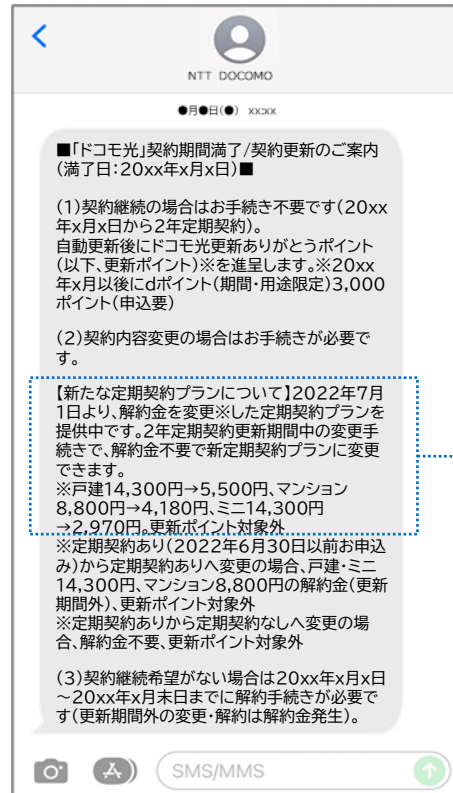 NTT DOCOMO
●月●日(●) xx:xx
■「ドコモ光」契約期間満了/契約更新のご案内
(満了日:20xx年x月x日)■
(1)契約継続の場合はお手続き不要です(20xx
年x月x日から2年定期契約)。
自動更新後にドコモ光更新ありがとうポイント
(以下、更新ポイント)※を進呈します。※20xx
年x月以後にdポイント(期間・用途限定)3,000
ポイント(申込要)
(2)契約内容変更の場合はお手続きが必要で
す。
【新たな定期契約プランについて】2022年7月
1日より、解約金を変更※した定期契約プランを
提供中です。2年定期契約更新期間中の変更手
続きで、解約金不要で新定期契約プランに変更
できます。
※戸建14,300円→5,500円、マンション
8,800円→4,180円、ミニ14,300円
→2,970円。更新ポイント対象外
※定期契約あり(2022年6月30日以前お申込
み)から定期契約ありへ変更の場合、戸建・ミニ
14,300円、マンション8,800円の解約金(更新
期間外)、更新ポイント対象外
※定期契約ありから定期契約なしへ変更の場
合、解約金不要、更新ポイント対象外
(3)契約継続希望がない場合は20xx年x月x日
～20xx年x月末日までに解約手続きが必要で
す(更新期間外の変更・解約は解約金発生)。
SMS/MMS